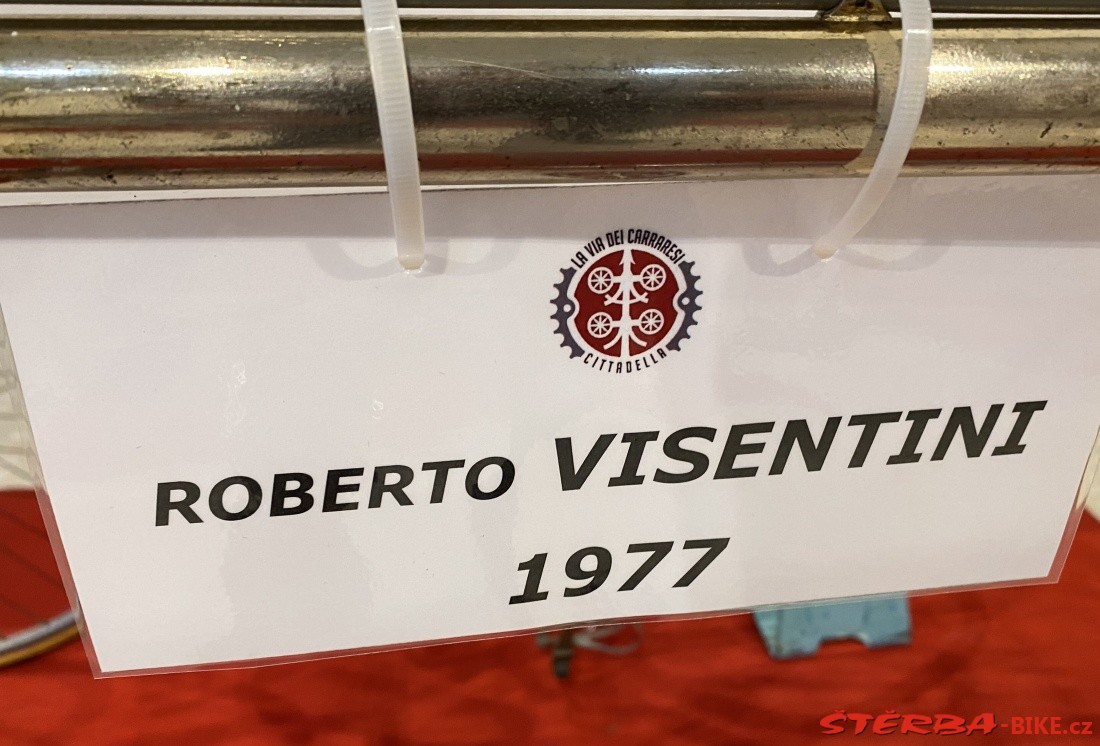 LA VIA DEI CARRARESI
CITTADELLA
ROBERTO VISENTINI
1977
ŠTĚRBA-BIKE.cz